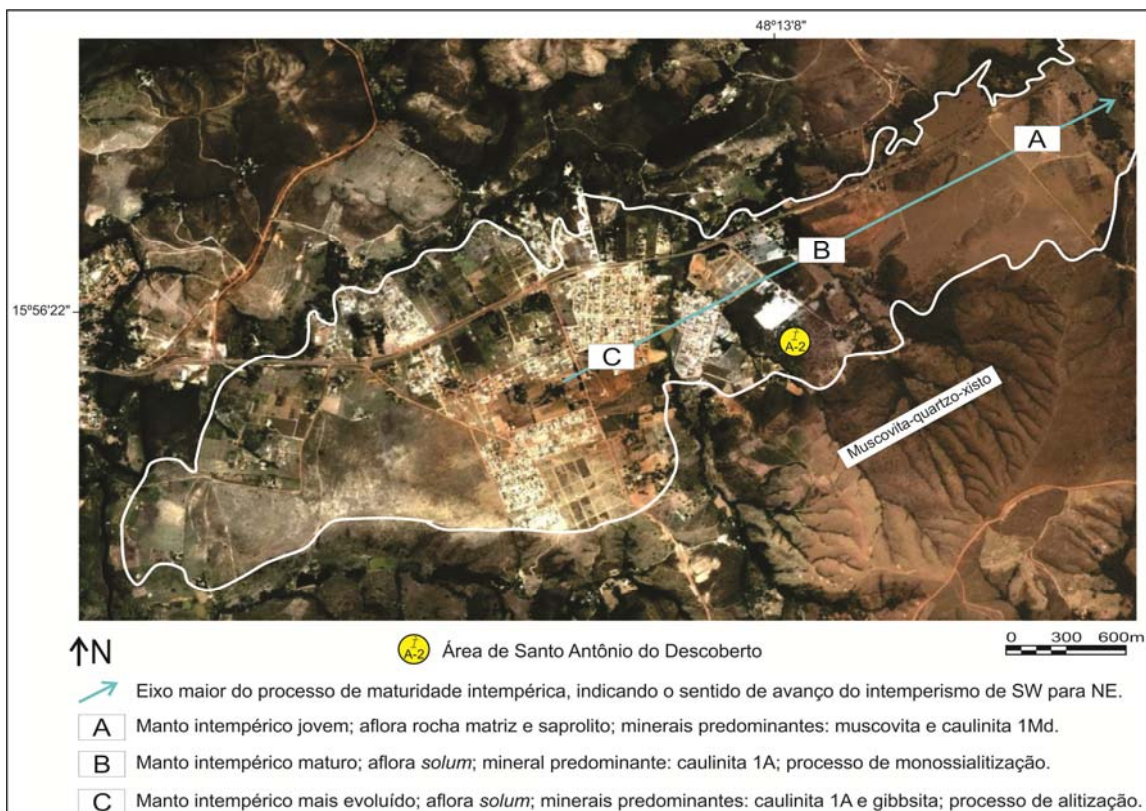 48º13'8"
15º56'22"
A
B
C
A-2
Muscovita-quartzo-xisto
N
A-2 Área de Santo Antônio do Descoberto
0 300 600m
Eixo maior do processo de maturidade intempérica, indicando o sentido de avanço do intemperismo de SW para NE.
A Manto intempérico jovem; aflora rocha matriz e saprolito; minerais predominantes: muscovita e caulinita 1Md.
B Manto intempérico maturo; aflora solum; mineral predominante: caulinita 1A; processo de monossialitização.
C Manto intempérico mais evoluído; aflora solum; minerais predominantes: caulinita 1A e gibbsita; processo de alitização.